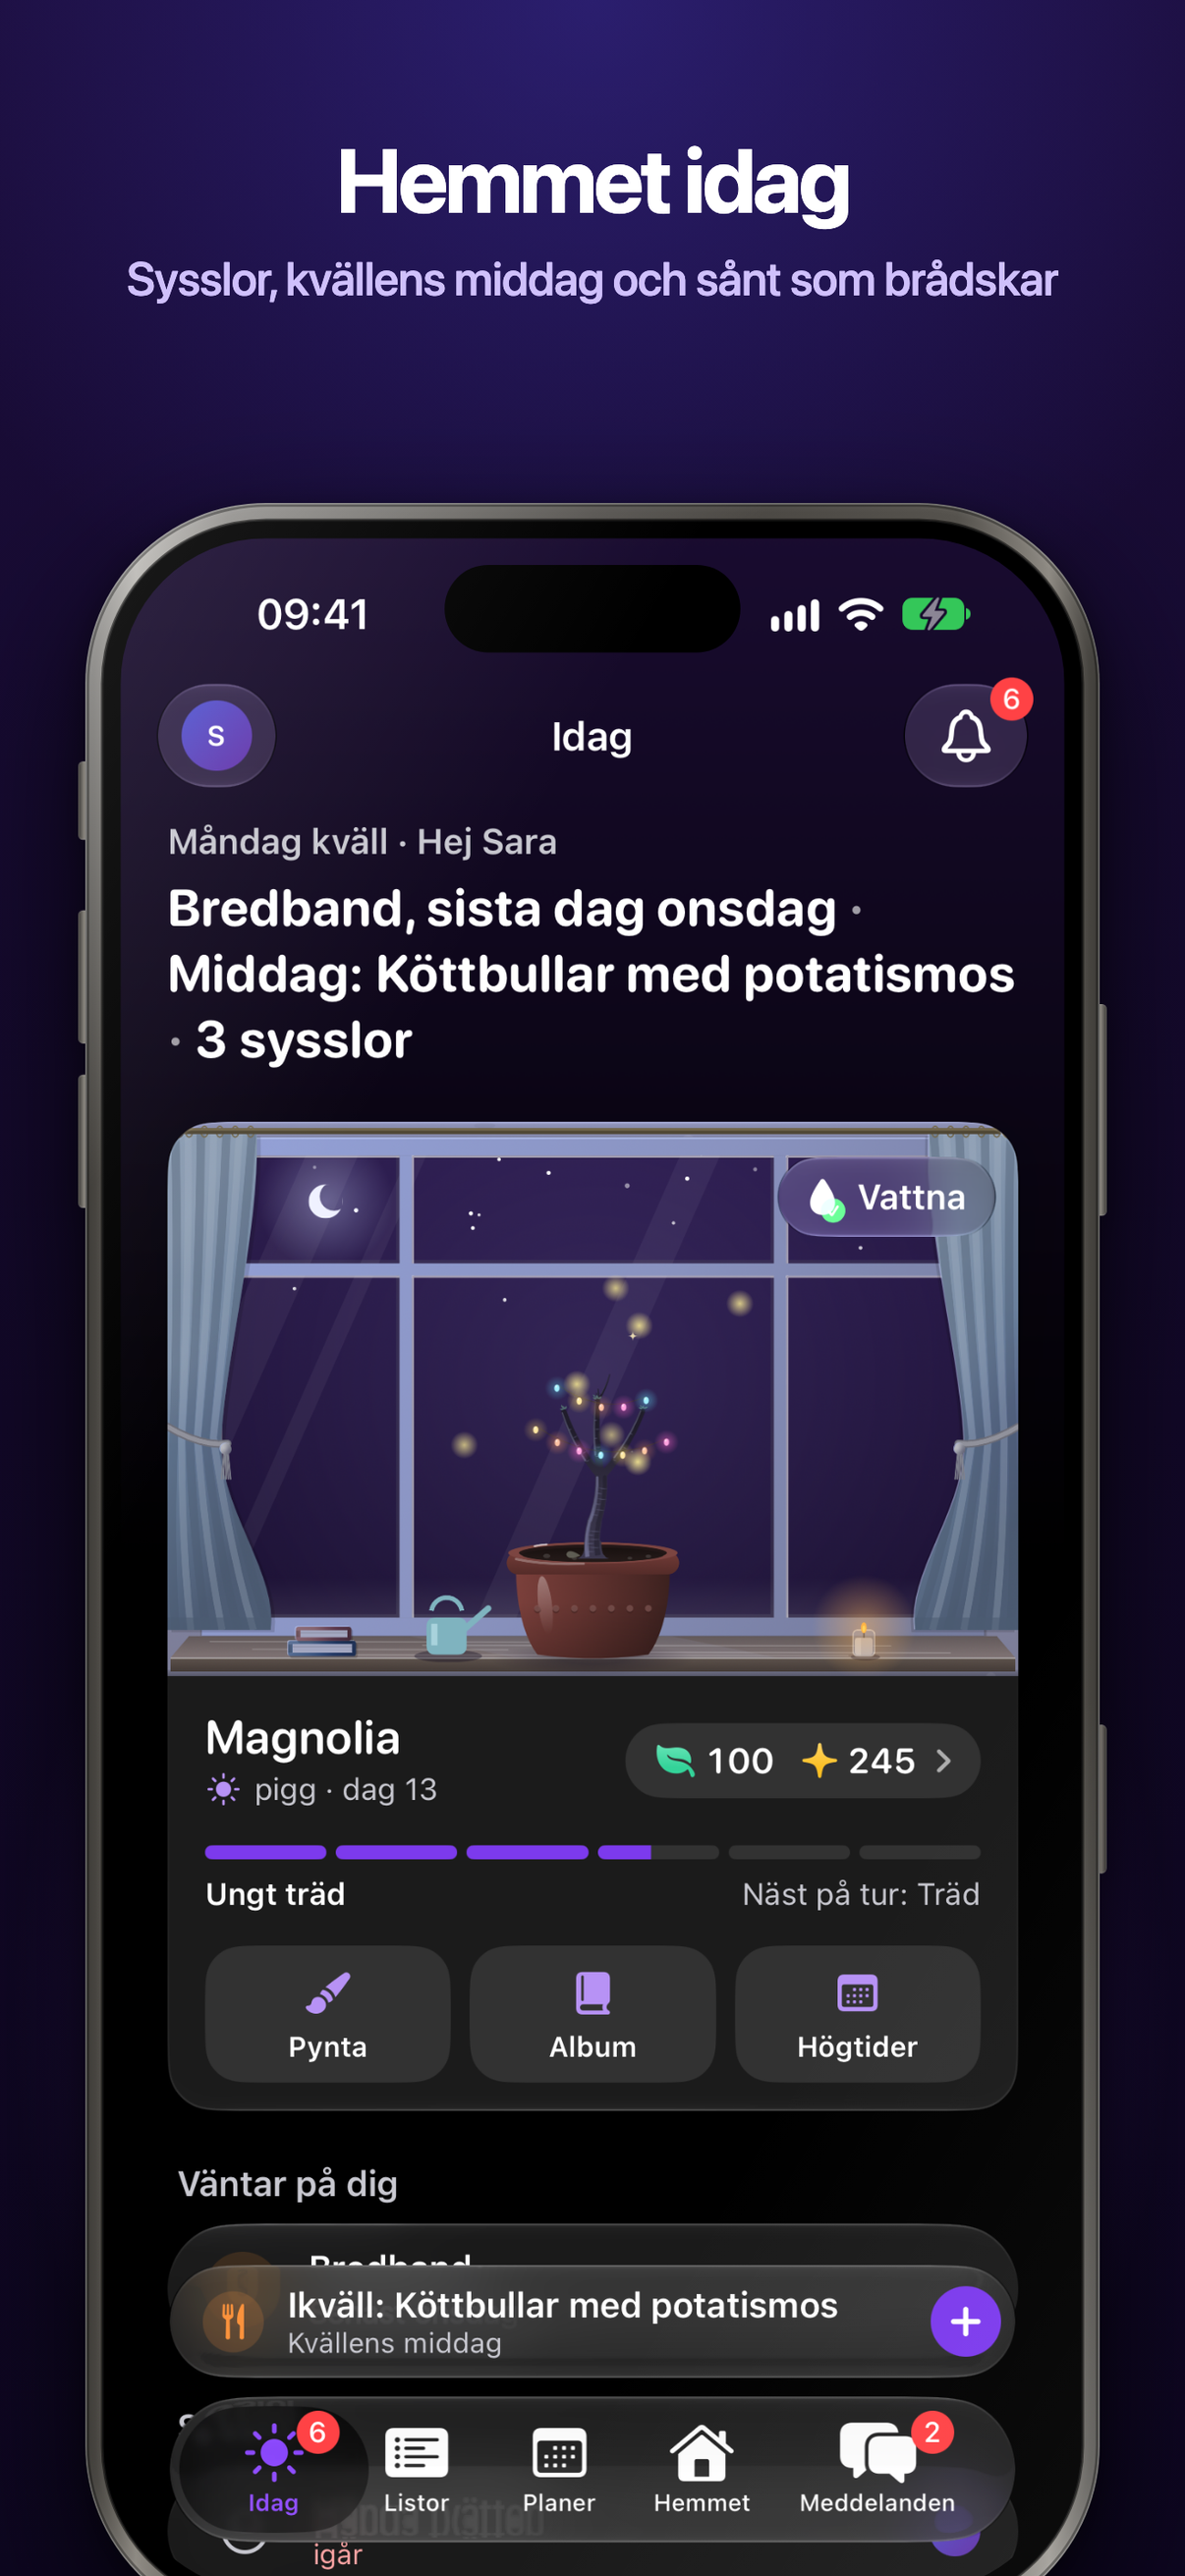 Hemmet idag
Sysslor, kvällens middag och sånt som brådskar
09:41
S
Idag
6
Måndag kväll · Hej Sara
Bredband, sista dag onsdag ·
Middag: Köttbullar med potatismos
· 3 sysslor
Vattna
Magnolia
100 245
pigg · dag 13
Ungt träd
Näst på tur: Träd
Pynta
Album
Högtider
Väntar på dig
Bredband
Ikväll: Köttbullar med potatismos
Kvällens middag
6
2
Idag
Listor
Planer
Hemmet
Meddelanden
igår